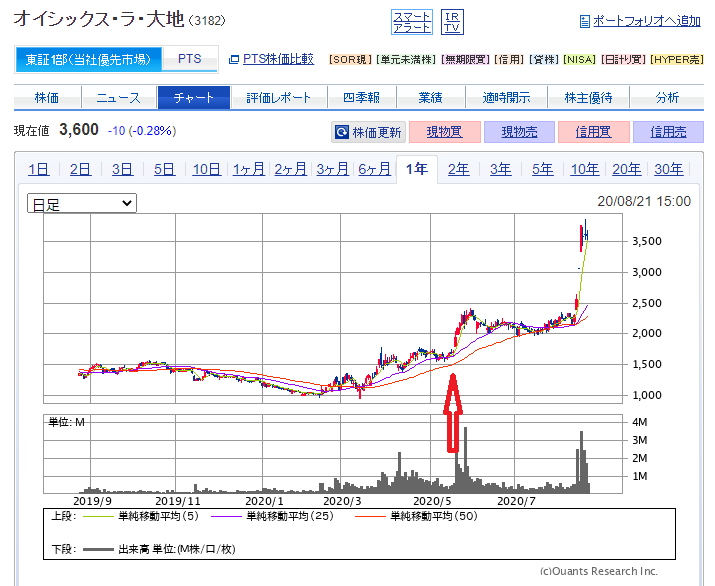 オイシックス・ラ・大地 (3182)
スマート
アラート
IR
TV
ポートフォリオへ追加
東証1部(当社優先市場) PTS PTS株価比較 [SOR現] [単元未満株] [無期限買] [信用] [貸株] [NISA] [日計り買] [HYPER売]
株価 ニュース チャート 評価レポート 四季報 業績 適時開示 株主優待 分析
現在値 3,600 -10 (-0.28%) 株価更新 現物買 現物売 信用買 信用売
1日 2日 3日 5日 10日 1ヶ月 2ヶ月 3ヶ月 6ヶ月 1年 2年 3年 5年 10年 20年 30年
日足 20/08/21 15:00
3,500
3,000
2,500
2,000
1,500
1,000
単位: M 4M
3M
2M
1M
2019/9 2019/11 2020/1 2020/3 2020/5 2020/7
上段: 単純移動平均(5) 単純移動平均(25) 単純移動平均(50)
下段: 出来高 単位:(M株/口/枚)
(c)Quants Research Inc.